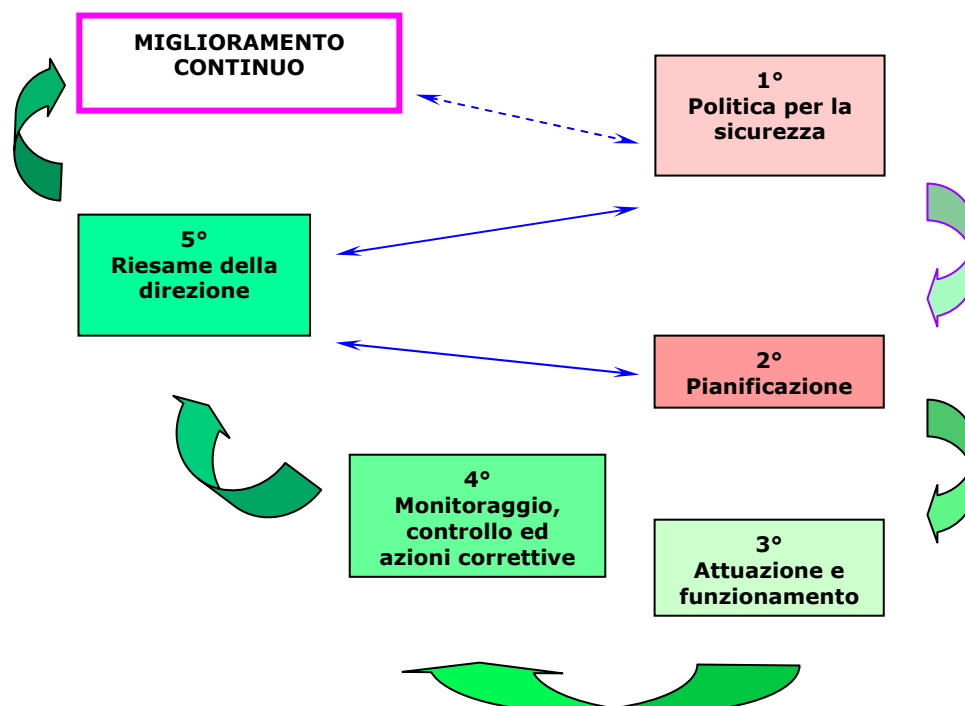 MIGLIORAMENTO
CONTINUO
1°
Politica per la
sicurezza
5°
Riesame della
direzione
2°
Pianificazione
4°
Monitoraggio,
controllo ed
azioni correttive
3°
Attuazione e
funzionamento